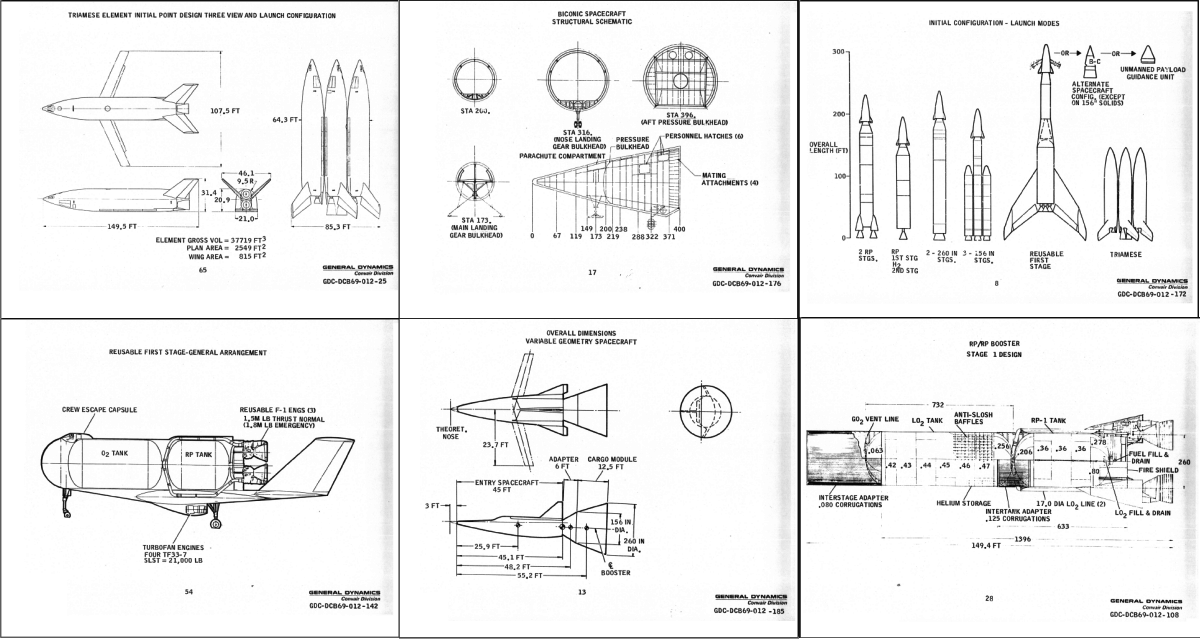 TRIAMESE ELEMENT INITIAL POINT DESIGN THREE VIEW AND LAUNCH CONFIGURATION
107.5 FT
64.3 FT
46.1
9.5R
31.4
20.9
21.0
149.5 FT
85.3 FT
ELEMENT GROSS VOL = 37719 FT3
PLAN AREA = 2549 FT2
WING AREA = 815 FT2
65
GENERAL DYNAMICS
Convair Division
GDC-DCB69-012-25
BICONIC SPACECRAFT
STRUCTURAL SCHEMATIC
STA 200.
STA 316.
(NOSE LANDING
GEAR BULKHEAD)
STA 396.
(AFT PRESSURE BULKHEAD)
PARACHUTE COMPARTMENT
PRESSURE
BULKHEAD
PERSONNEL HATCHES (6)
MATING
ATTACHMENTS (4)
STA 173.
(MAIN LANDING
GEAR BULKHEAD)
149 200 238 400
0 67 119 173 219 288 322 371
17
GENERAL DYNAMICS
Convair Division
GDC-DCB69-012-176
INITIAL CONFIGURATION - LAUNCH MODES
300
OVERALL
LENGTH (FT)
100
0
OR
OR
B-C
UNMANNED PAYLOAD
GUIDANCE UNIT
ALTERNATE
SPACECRAFT
CONFIG. (EXCEPT
ON 156" SOLIDS)
2 RP
STGS.
RP
1ST STG
H2
2ND STG
2 - 260 IN
STGS.
3 - 156 IN
STGS.
REUSABLE
FIRST
STAGE
TRIAMESE
8
GENERAL DYNAMICS
Convair Division
GDC-DCB69-012-172
REUSABLE FIRST STAGE-GENERAL ARRANGEMENT
CREW ESCAPE CAPSULE
REUSABLE F-1 ENGS (3)
1.5M LB THRUST NORMAL
(1.8M LB EMERGENCY)
O2 TANK
RP TANK
TURBOFAN ENGINES
FOUR TF33-7
SLST = 21,000 LB
54
GENERAL DYNAMICS
Convair Division
GDC-DCB69-012-142
OVERALL DIMENSIONS
VARIABLE GEOMETRY SPACECRAFT
THEORET.
NOSE
23.7 FT
ADAPTER
6 FT
CARGO MODULE
12.5 FT
ENTRY SPACECRAFT
45 FT
3 FT
156 IN
DIA.
260 IN
DIA.
25.9 FT
45.1 FT
48.2 FT
55.2 FT
BOOSTER
13
GENERAL DYNAMICS
Convair Division
GDC-DCB69-012 -185
RP/RP BOOSTER
STAGE 1 DESIGN
732
GO2 VENT LINE
LO2 TANK
ANTI-SLOSH
BAFFLES
RP-1 TANK
.063
.42 .43 .44 .45 .46 .47
.256
.206
.36 .36 .36
.278
.80
260
FUEL FILL &
DRAIN
FIRE SHIELD
INTERSTAGE ADAPTER
.080 CORRUGATIONS
HELIUM STORAGE
INTERTANK ADAPTER
.125 CORRUGATIONS
17.0 DIA LO2 LINE (2)
LO2 FILL & DRAIN
633
1396
149.4 FT
28
GENERAL DYNAMICS
Convair Division
GDC-DCB69-012-108